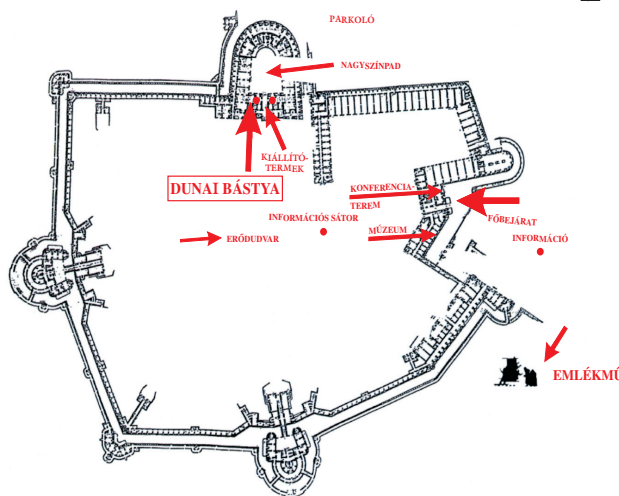 PARKOLÓ
NAGYSZÍNPAD
KIÁLLÍTÓ-
TERMEK
DUNAI BÁSTYA
KONFERENCIA
TEREM
FŐBEJÁRAT
INFORMÁCIÓS SÁTOR
MÚZEUM
ERŐDUDVAR
INFORMÁCIÓ
EMLÉKMŰ